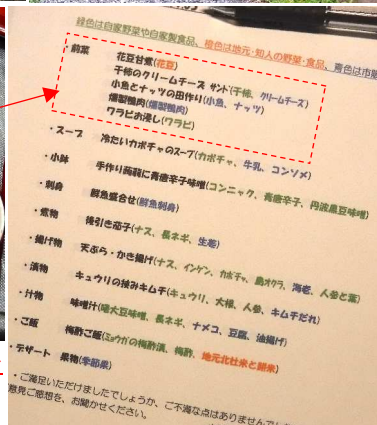 緑色は自家野菜や自家製食品、橙色は地元・知人の野菜・食品、青色は市販
・前菜 花豆甘煮(花豆)
干柿のクリームチーズ サンド(干柿、クリームチーズ)
小魚とナッツの田作り(小魚、ナッツ)
燻製鴨肉(燻製鴨肉)
ワラビお浸し(ワラビ)
・スープ 冷たいカボチャのスープ(カボチャ、牛乳、コンソメ)
・小鉢 手作り蒟蒻に青唐辛子味噌(コンニャク、青唐辛子、丹波黒豆味噌)
・刺身 鮮魚盛合せ(鮮魚刺身)
・煮物 後引き茄子(ナス、長ネギ、生姜)
・揚げ物 天ぷら・かき揚げ(ナス、インゲン、カボチャ、島オクラ、海老、人参と葉)
・漬物 キュウリの挟みキムチ(キュウリ、大根、人参、キムチだれ)
・汁物 味噌汁(大豆味噌、長ネギ、ナメコ、豆腐、油揚げ)
・ご飯 梅酢ご飯(ミョウガの梅酢漬、梅酢、地元北杜米と餅米)
・デザート 果物(季節果)
・ご満足いただけましたでしょうか、ご不満な点はありませんでし
意見ご感想を、お聞かせください。